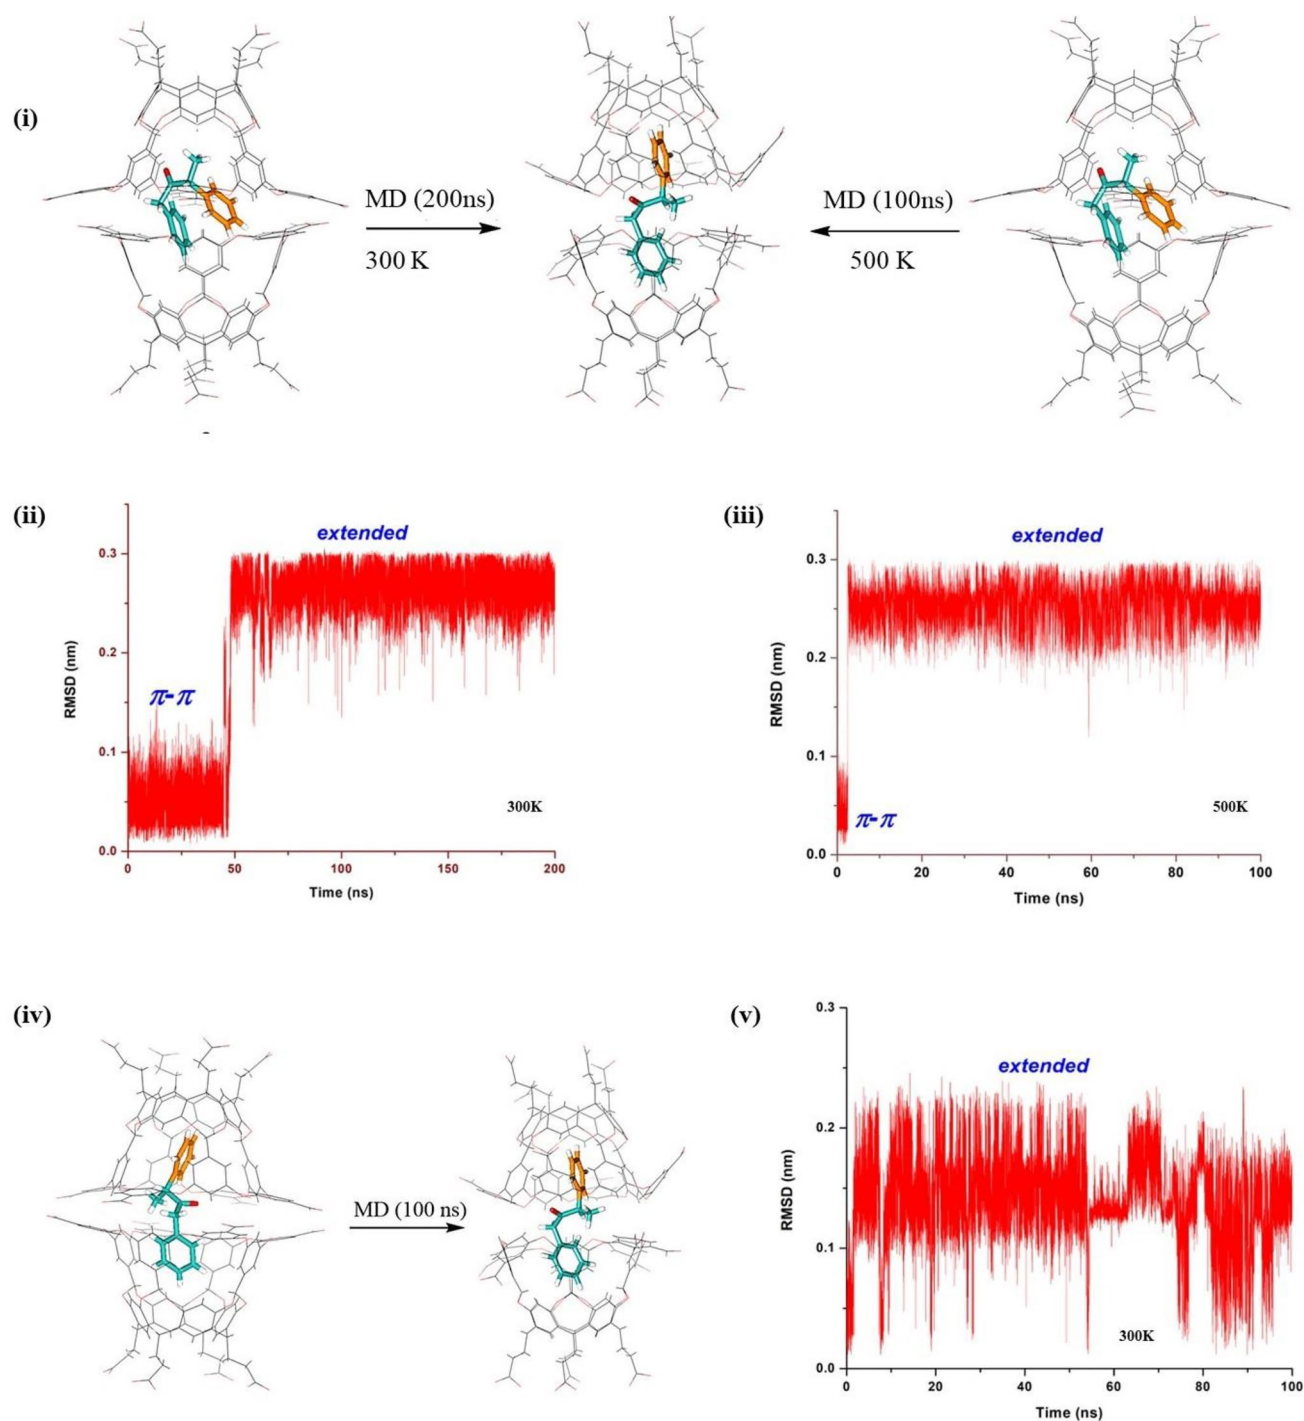 (i)
MD (200ns)
300 K
MD (100ns)
500 K
(ii)
extended
0.3
0.2
0.1
0.0
RMSD (nm)
π-π
300K
0
50
100
150
200
Time (ns)
(iii)
extended
0.3
0.2
0.1
0.0
RMSD (nm)
π-π
500K
0
20
40
60
80
100
Time (ns)
(iv)
MD (100 ns)
(v)
extended
0.3
0.2
0.1
0.0
RMSD (nm)
300K
0
20
40
60
80
100
Time (ns)